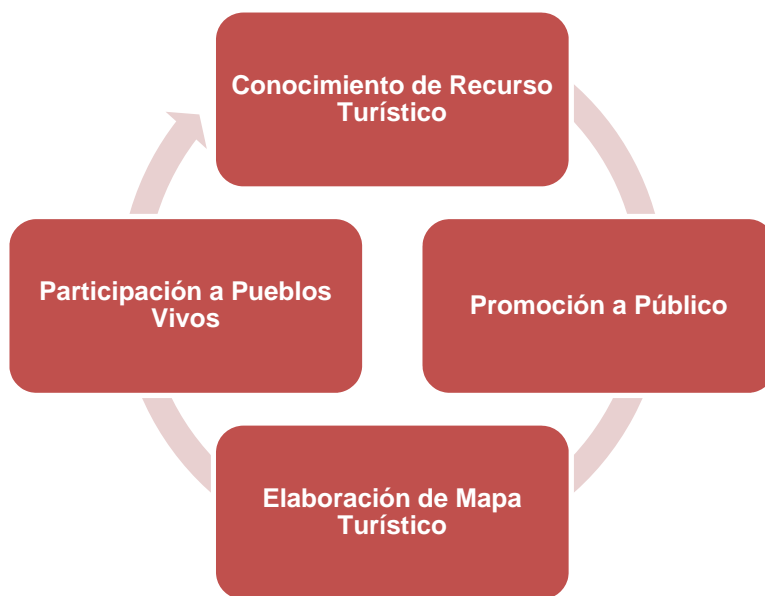 Conocimiento de Recurso
Turístico
Promoción a Público
Elaboración de Mapa
Turístico
Participación a Pueblos
Vivos